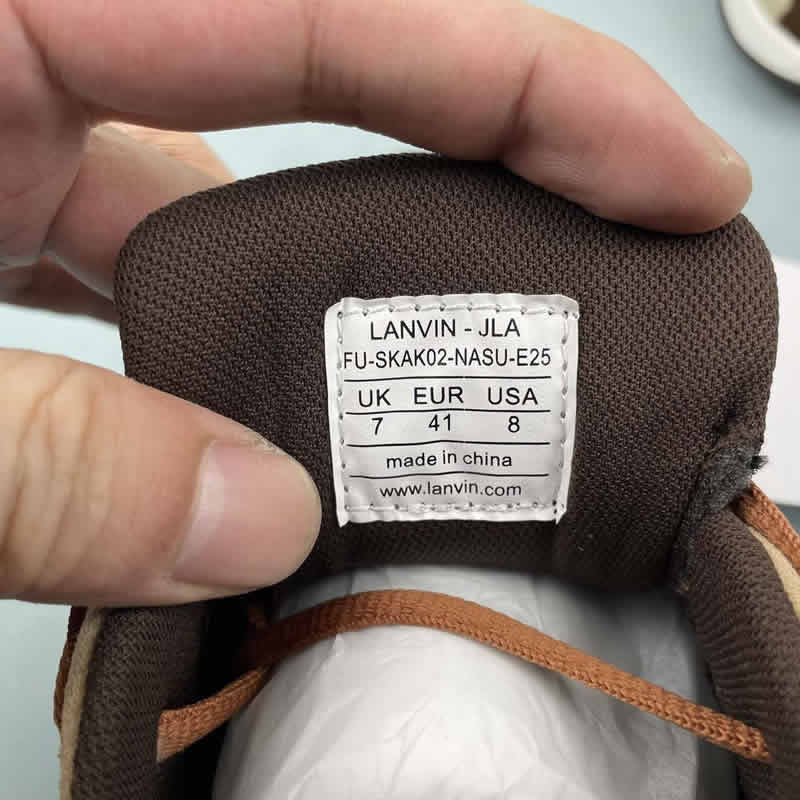 LANVIN - JLA
FU-SKAK02-NASU-E25
UK EUR USA
7 41 8
made in china
www.lanvin.com